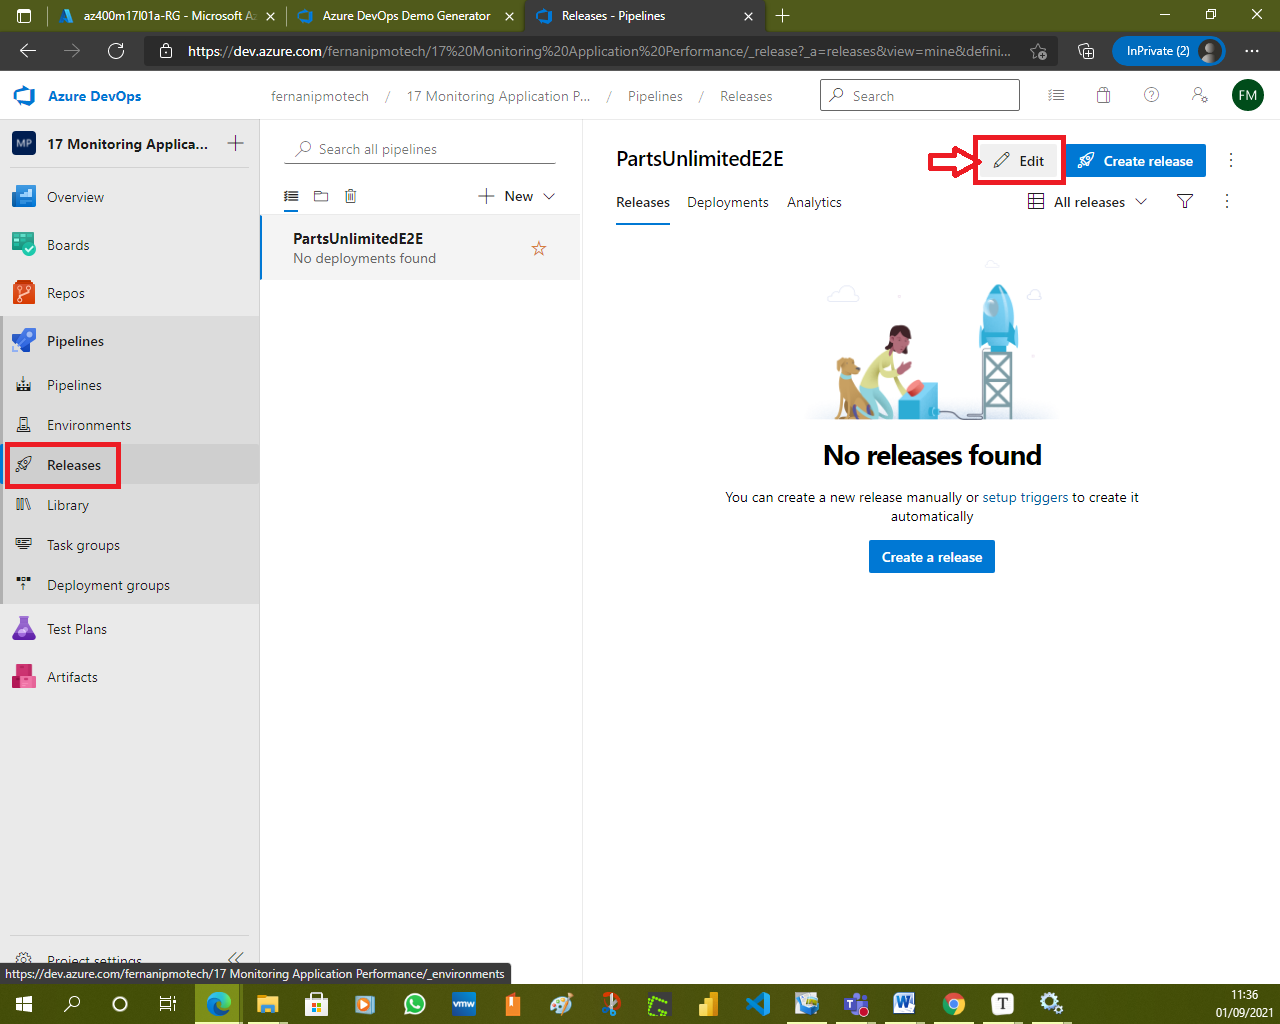 az400m17l01a-RG - Microsoft Az
Azure DevOps Demo Generator
Releases - Pipelines
https://dev.azure.com/fernanipmotech/17%20Monitoring%20Application%20Performance/_release?_a=releases&view=mine&defini...
InPrivate (2)
Azure DevOps
fernanipmotech / 17 Monitoring Application P... / Pipelines / Releases
Search
FM
MP
17 Monitoring Applica...
Overview
Boards
Repos
Pipelines
Pipelines
Environments
Releases
Library
Task groups
Deployment groups
Test Plans
Artifacts
Project settings
https://dev.azure.com/fernanipmotech/17 Monitoring Application Performance/_environments
Search all pipelines
New
PartsUnlimitedE2E
No deployments found
PartsUnlimitedE2E
Edit
Create release
Releases
Deployments
Analytics
All releases
No releases found
You can create a new release manually or setup triggers to create it
automatically
Create a release
vmw
T
11:36
01/09/2021